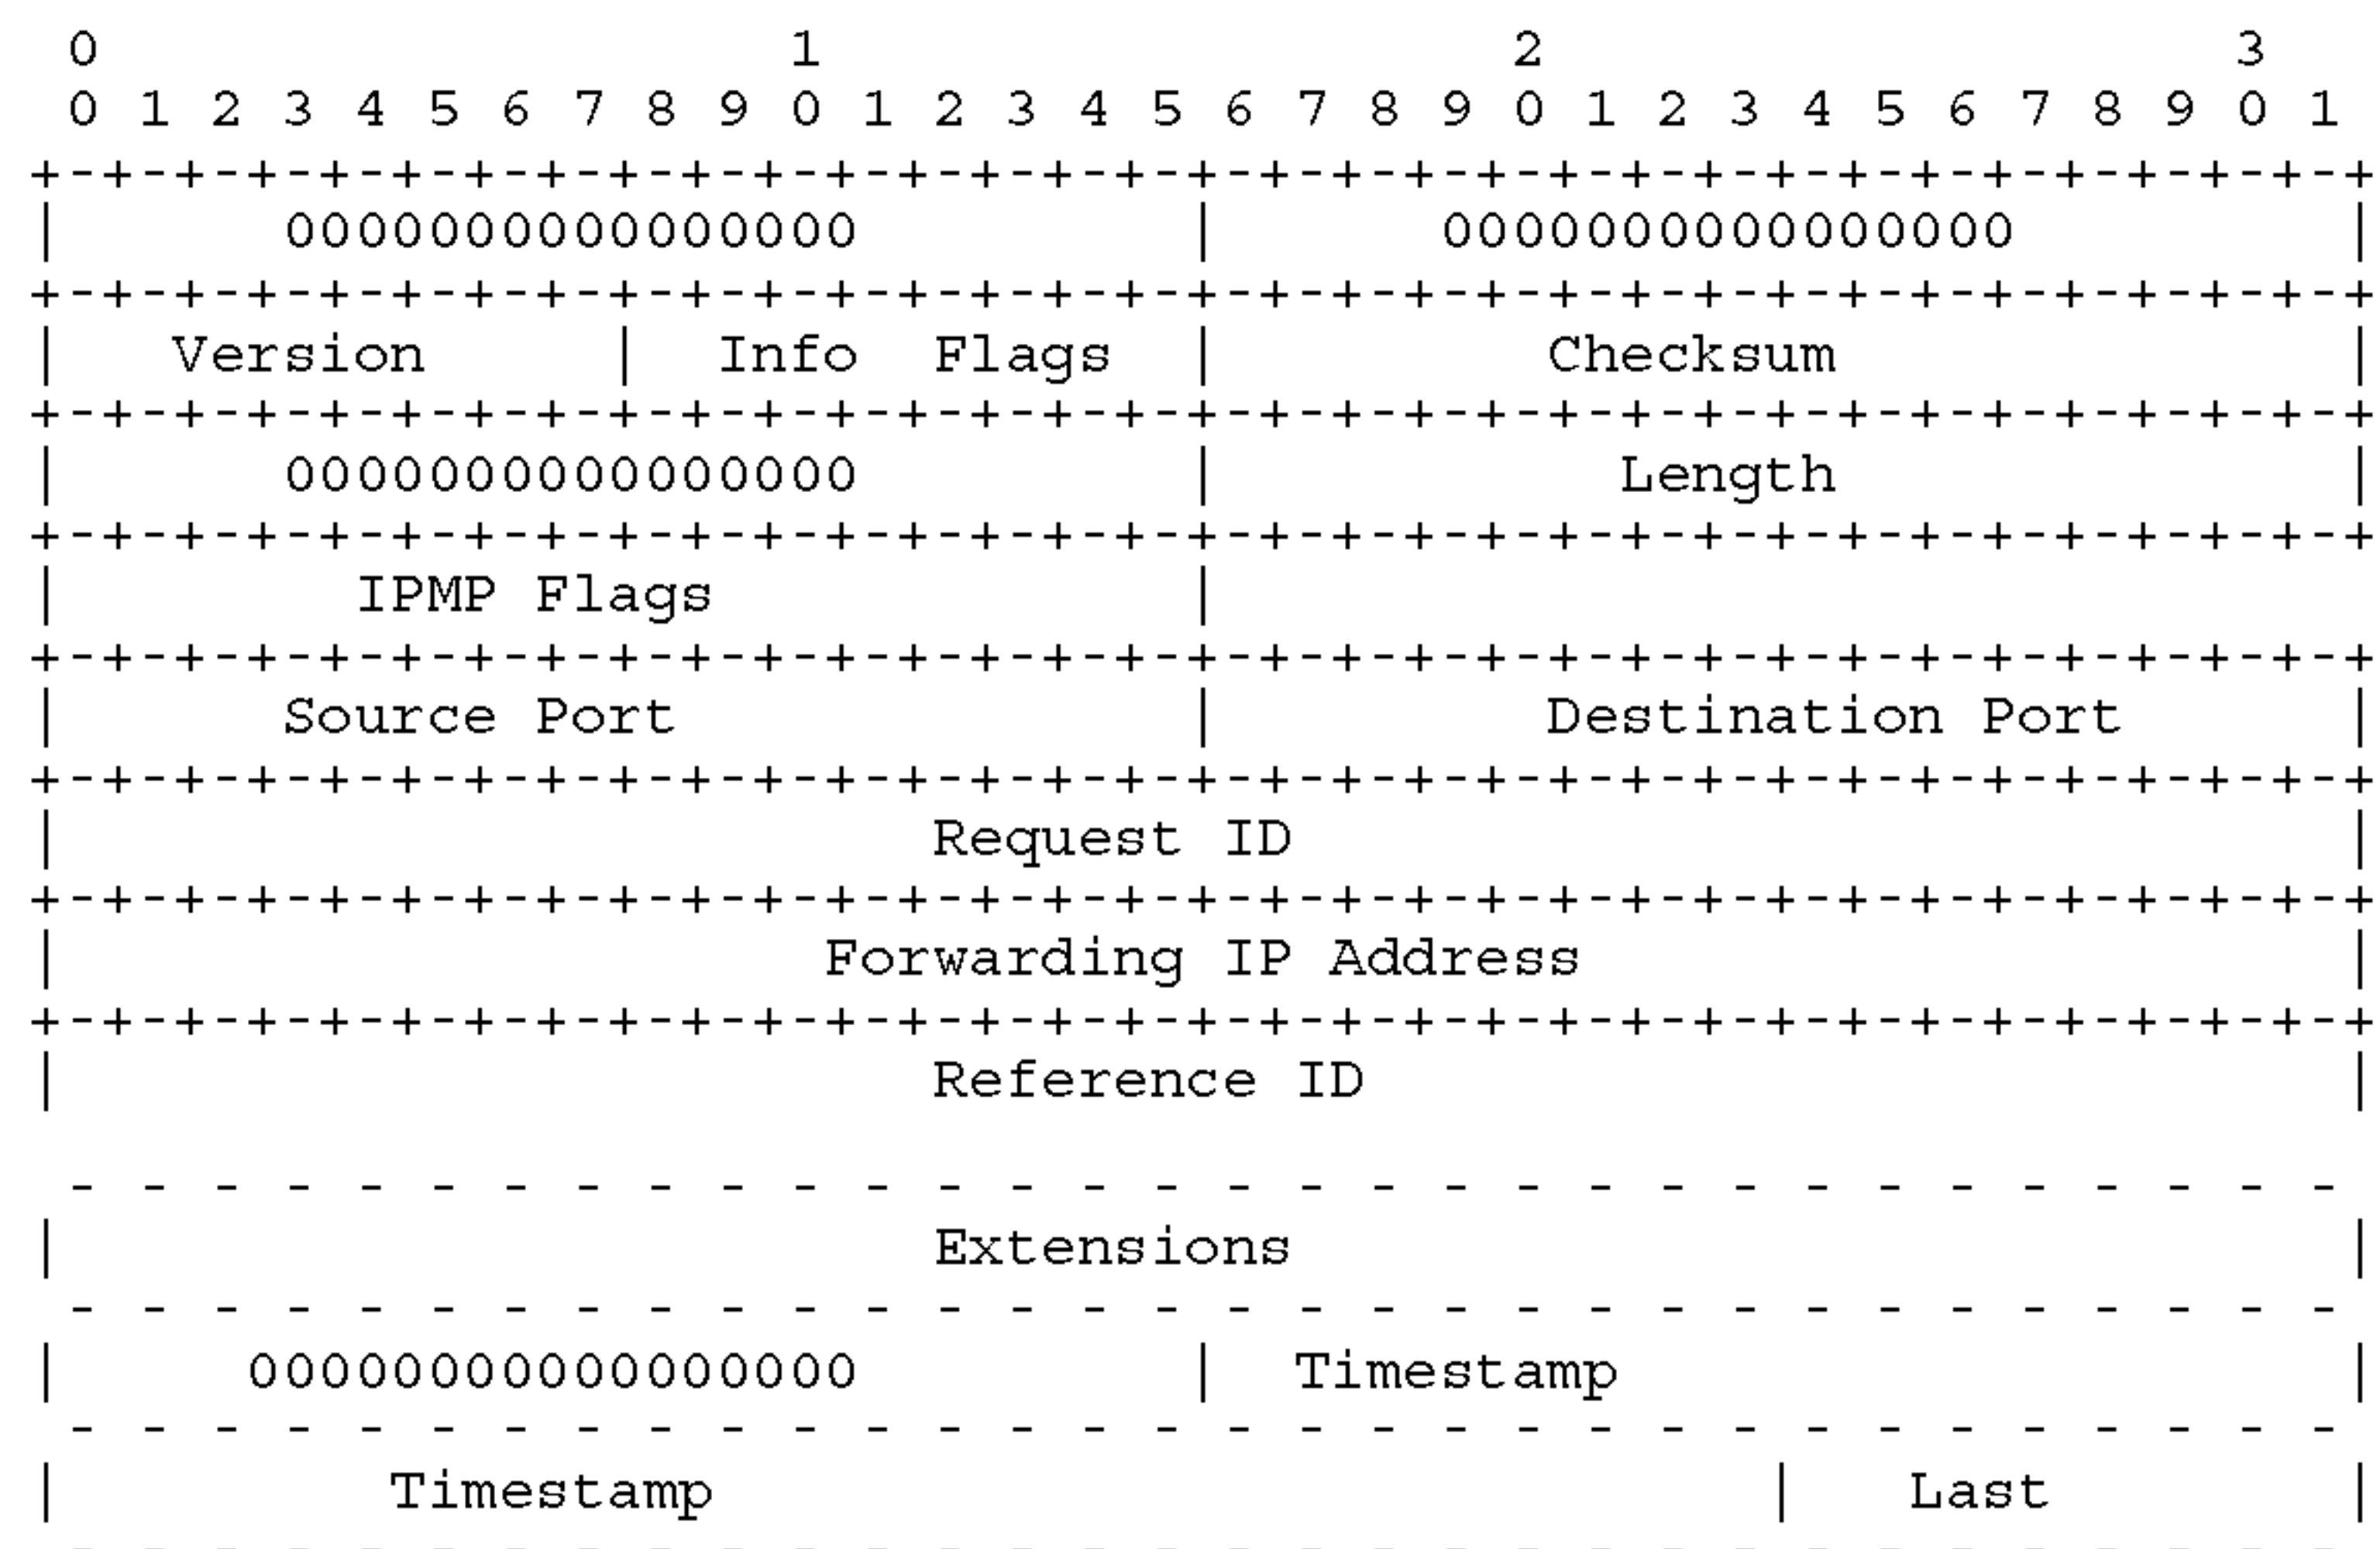 0                   1                   2                   3
 0 1 2 3 4 5 6 7 8 9 0 1 2 3 4 5 6 7 8 9 0 1 2 3 4 5 6 7 8 9 0 1
+-+-+-+-+-+-+-+-+-+-+-+-+-+-+-+-+-+-+-+-+-+-+-+-+-+-+-+-+-+-+-+-+
|      0000000000000000         |      0000000000000000         |
+-+-+-+-+-+-+-+-+-+-+-+-+-+-+-+-+-+-+-+-+-+-+-+-+-+-+-+-+-+-+-+-+
|   Version     |  Info  Flags  |         Checksum              |
+-+-+-+-+-+-+-+-+-+-+-+-+-+-+-+-+-+-+-+-+-+-+-+-+-+-+-+-+-+-+-+-+
|      0000000000000000         |           Length              |
+-+-+-+-+-+-+-+-+-+-+-+-+-+-+-+-+-+-+-+-+-+-+-+-+-+-+-+-+-+-+-+-+
|        IPMP Flags             |
+-+-+-+-+-+-+-+-+-+-+-+-+-+-+-+-+-+-+-+-+-+-+-+-+-+-+-+-+-+-+-+-+
|      Source Port              |         Destination Port      |
+-+-+-+-+-+-+-+-+-+-+-+-+-+-+-+-+-+-+-+-+-+-+-+-+-+-+-+-+-+-+-+-+
|                        Request ID                             |
+-+-+-+-+-+-+-+-+-+-+-+-+-+-+-+-+-+-+-+-+-+-+-+-+-+-+-+-+-+-+-+-+
|                     Forwarding IP Address                     |
+-+-+-+-+-+-+-+-+-+-+-+-+-+-+-+-+-+-+-+-+-+-+-+-+-+-+-+-+-+-+-+-+
|                        Reference ID                           |
 - - - - - - - - - - - - - - - - - - - - - - - - - - - - - - - -
|                        Extensions                             |
 - - - - - - - - - - - - - - - - - - - - - - - - - - - - - - - -
|     00000000000000000         |  Timestamp                    |
 - - - - - - - - - - - - - - - - - - - - - - - - - - - - - - - -
|         Timestamp                             |   Last        |
 - - - - - - - - - - - - - - - - - - - - - - - - - - - - - - - -